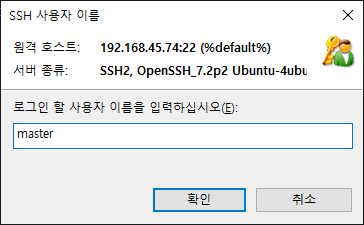 SSH 사용자 이름
원격 호스트: 192.168.45.74:22 (%default%)
서버 종류: SSH2, OpenSSH_7.2p2 Ubuntu-4ubu
로그인 할 사용자 이름을 입력하십시오(E):
master
확인 취소